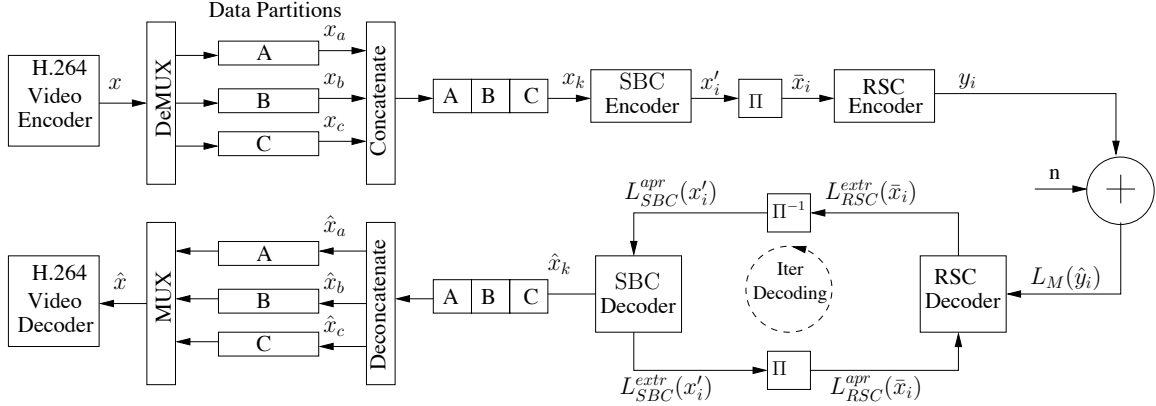 Data Partitions
H.264
Video
Encoder
x
DeMUX
A
B
C
x_a
x_b
x_c
Concatenate
A B C
x_k
SBC
Encoder
x'_i
Π
x̄_i
RSC
Encoder
y_i
n
+
L_M(ŷ_i)
RSC
Decoder
L^{extr}_{RSC}(x̄_i)
Π^{-1}
L^{apr}_{SBC}(x'_i)
Iter
Decoding
SBC
Decoder
L^{extr}_{SBC}(x'_i)
Π
L^{apr}_{RSC}(x̄_i)
x̂_k
A B C
Deconcatenate
x̂_a
x̂_b
x̂_c
A
B
C
MUX
x̂
H.264
Video
Decoder